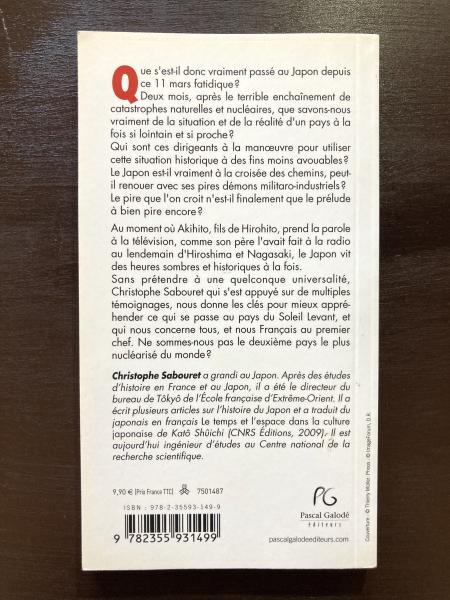 Que s'est-il donc vraiment passé au Japon depuis
ce 11 mars fatidique ?
Deux mois, après le terrible enchaînement de
catastrophes naturelles et nucléaires, que savons-nous
vraiment de la situation et de la réalité d'un pays à la
fois si lointain et si proche ?
Qui sont ces dirigeants à la manœuvre pour utiliser
cette situation historique à des fins moins avouables ?
Le Japon est-il vraiment à la croisée des chemins, peut-
il renouer avec ses pires démons militaro-industriels ?
Le pire que l'on croit n'est-il finalement que le prélude
à bien pire encore ?
Au moment où Akihito, fils de Hirohito, prend la parole
à la télévision, comme son père l'avait fait à la radio
au lendemain d'Hiroshima et Nagasaki, le Japon vit
des heures sombres et historiques à la fois.
Sans prétendre à une quelconque universalité,
Christophe Sabouret qui s'est appuyé sur de multiples
témoignages, nous donne les clés pour mieux appré-
hender ce qui se passe au pays du Soleil Levant, et
qui nous concerne tous, et nous Français au premier
chef. Ne sommes-nous pas le deuxième pays le plus
nucléarisé du monde ?
Christophe Sabouret a grandi au Japon. Après des études
d'histoire en France et au Japon, il a été le directeur du
bureau de Tôkyô de l'École française d'Extrême-Orient. Il
a écrit plusieurs articles sur l'histoire du Japon et a traduit du
japonais en français Le temps et l'espace dans la culture
japonaise de Katô Shûichi (CNRS Éditions, 2009). Il est
aujourd'hui ingénieur d'études au Centre national de la
recherche scientifique.
9,90 € (Prix France TTC) 7501487
ISBN : 978-2-35593-149-9
9 782355 931499
PG
Pascal Galodé
éditeurs
pascalgalodeediteurs.com
Couverture : © Thierry Müller. Photo : © ImageForum, D.R.